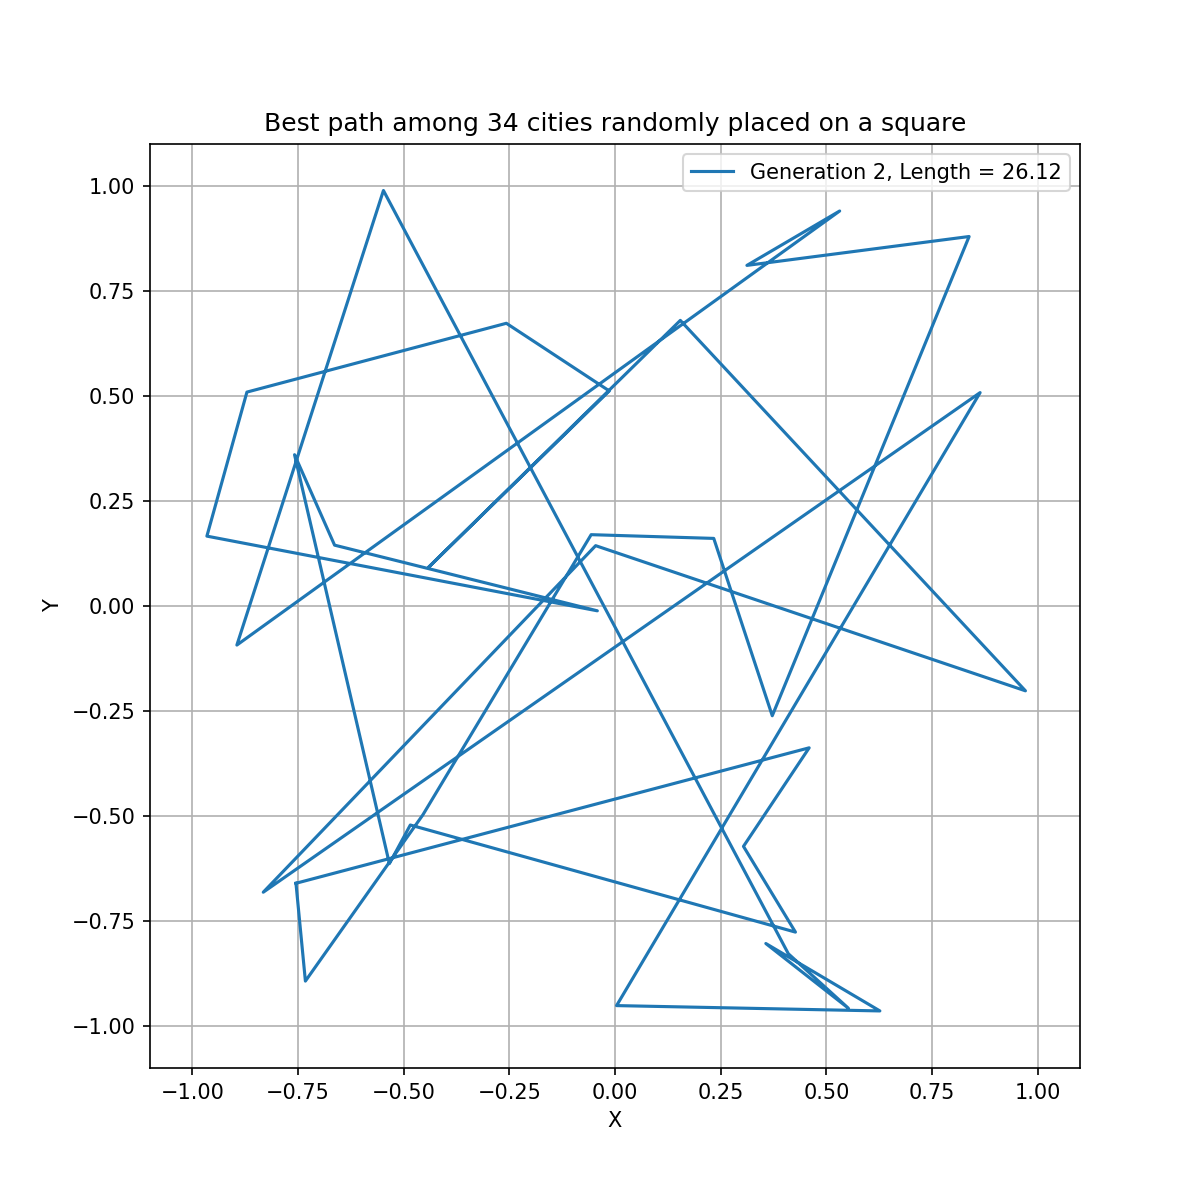 Best path among 34 cities randomly placed on a square
Generation 2, Length = 26.12
1.00
0.75
0.50
0.25
0.00
−0.25
−0.50
−0.75
−1.00
Y
−1.00 −0.75 −0.50 −0.25 0.00 0.25 0.50 0.75 1.00
X